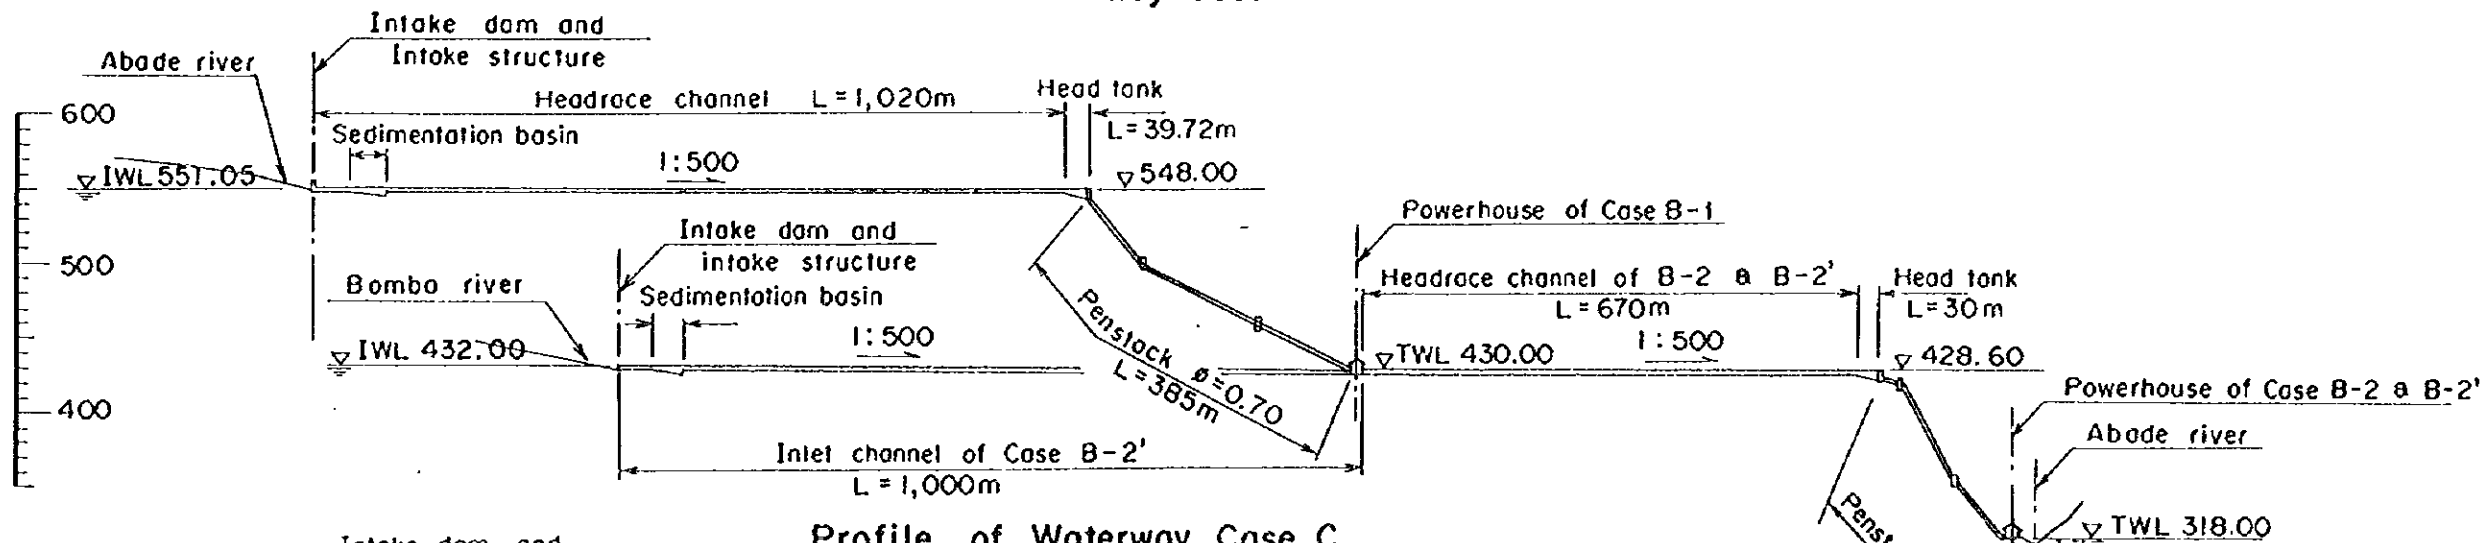 Intake dam and
Intake structure
Abade river
Headrace channel L=1,020m
Head tank
L=39.72m
600
Sedimentation basin
1:500
IWL 551.05
548.00
Intake dam and
intake structure
Powerhouse of Case B-1
500
Bombo river
Sedimentation basin
Headrace channel of B-2 & B-2'
L=670m
Head tank
L=30m
1:500
IWL 432.00
Penstock ø=0.70
L=385m
TWL 430.00
1:500
428.60
400
Powerhouse of Case B-2 & B-2'
Abade river
Inlet channel of Case B-2'
L=1,000m
TWL 318.00
Intake dam and
Profile of Waterway Case C